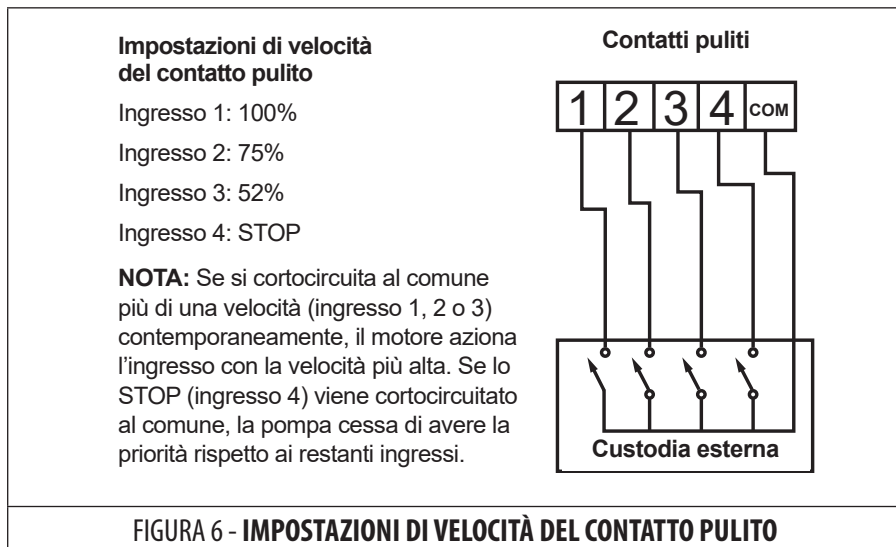 Impostazioni di velocità
del contatto pulito
Ingresso 1: 100%
Ingresso 2: 75%
Ingresso 3: 52%
Ingresso 4: STOP
NOTA: Se si cortocircuita al comune
più di una velocità (ingresso 1, 2 o 3)
contemporaneamente, il motore aziona
l'ingresso con la velocità più alta. Se lo
STOP (ingresso 4) viene cortocircuitato
al comune, la pompa cessa di avere la
priorità rispetto ai restanti ingressi.
Contatti puliti
1 2 3 4 COM
Custodia esterna
FIGURA 6 - IMPOSTAZIONI DI VELOCITÀ DEL CONTATTO PULITO